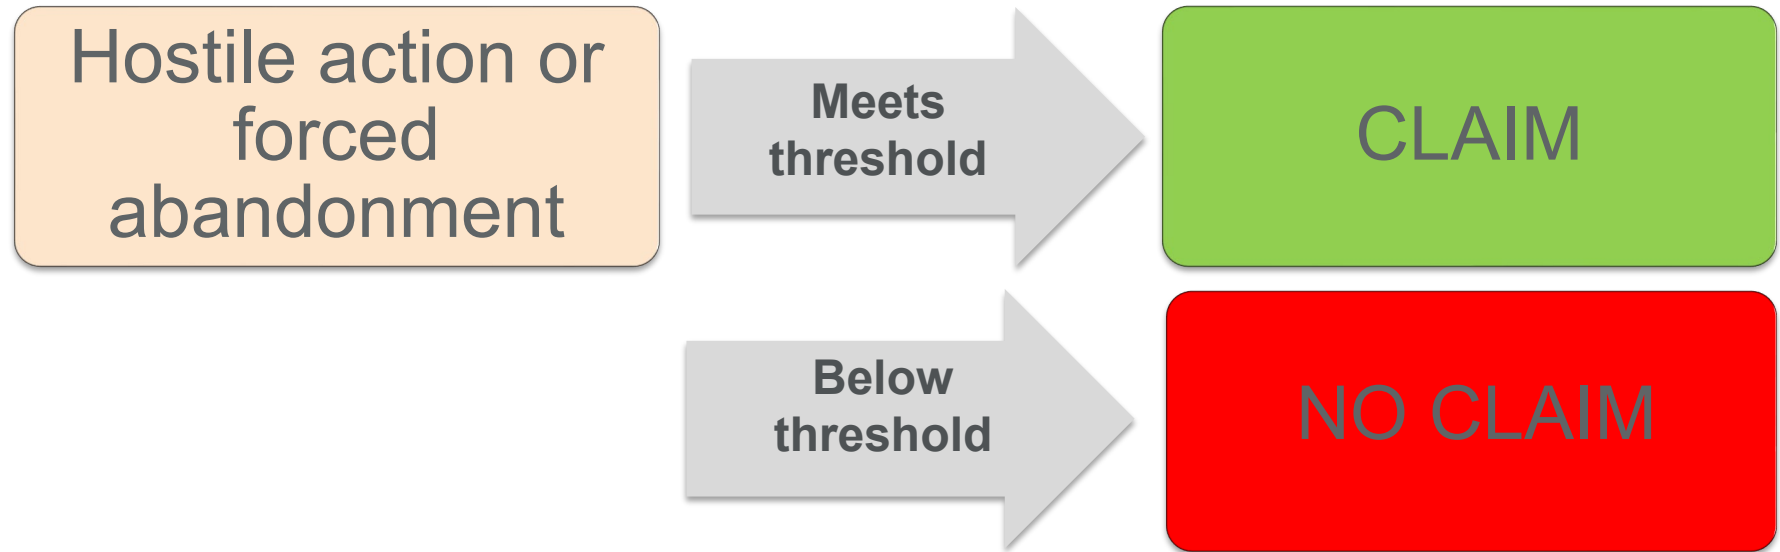 Hostile action or
forced
abandonment
Meets
threshold
CLAIM
Below
threshold
NO CLAIM